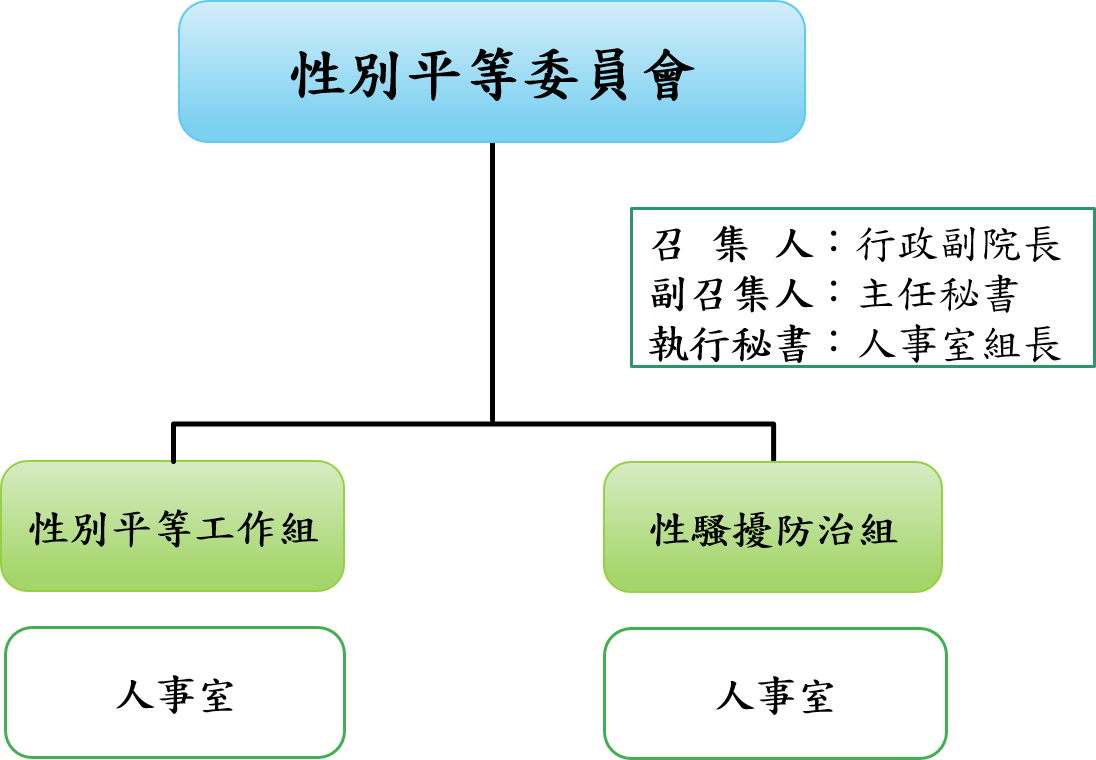 性別平等委員會
召 集 人：行政副院長
副召集人：主任秘書
執行秘書：人事室組長
性別平等工作組
性騷擾防治組
人事室
人事室